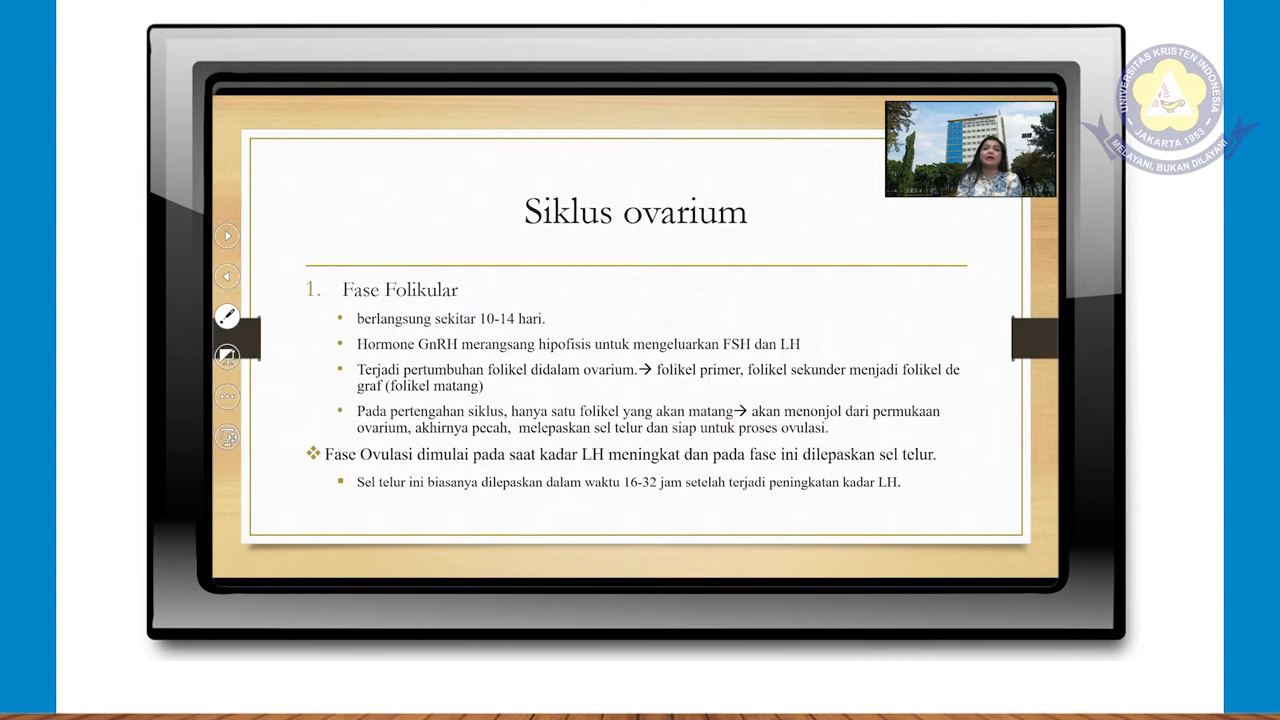 UNIVERSITAS KRISTEN INDONESIA
JAKARTA 1953
MELAYANI, BUKAN DILAYANI
Siklus ovarium
1. Fase Folikular
• berlangsung sekitar 10-14 hari.
• Hormone GnRH merangsang hipofisis untuk mengeluarkan FSH dan LH
• Terjadi pertumbuhan folikel didalam ovarium.→ folikel primer, folikel sekunder menjadi folikel de
graf (folikel matang)
• Pada pertengahan siklus, hanya satu folikel yang akan matang→ akan menonjol dari permukaan
ovarium, akhirnya pecah, melepaskan sel telur dan siap untuk proses ovulasi.
❖ Fase Ovulasi dimulai pada saat kadar LH meningkat dan pada fase ini dilepaskan sel telur.
▪ Sel telur ini biasanya dilepaskan dalam waktu 16-32 jam setelah terjadi peningkatan kadar LH.